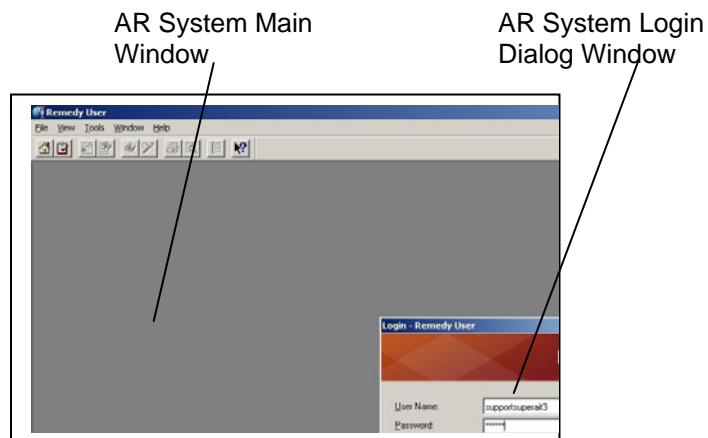 AR System Main
Window
AR System Login
Dialog Window
Remedy User
File View Tools Window Help
Login - Remedy User
User Name:
supportsuperait3
Password:
******